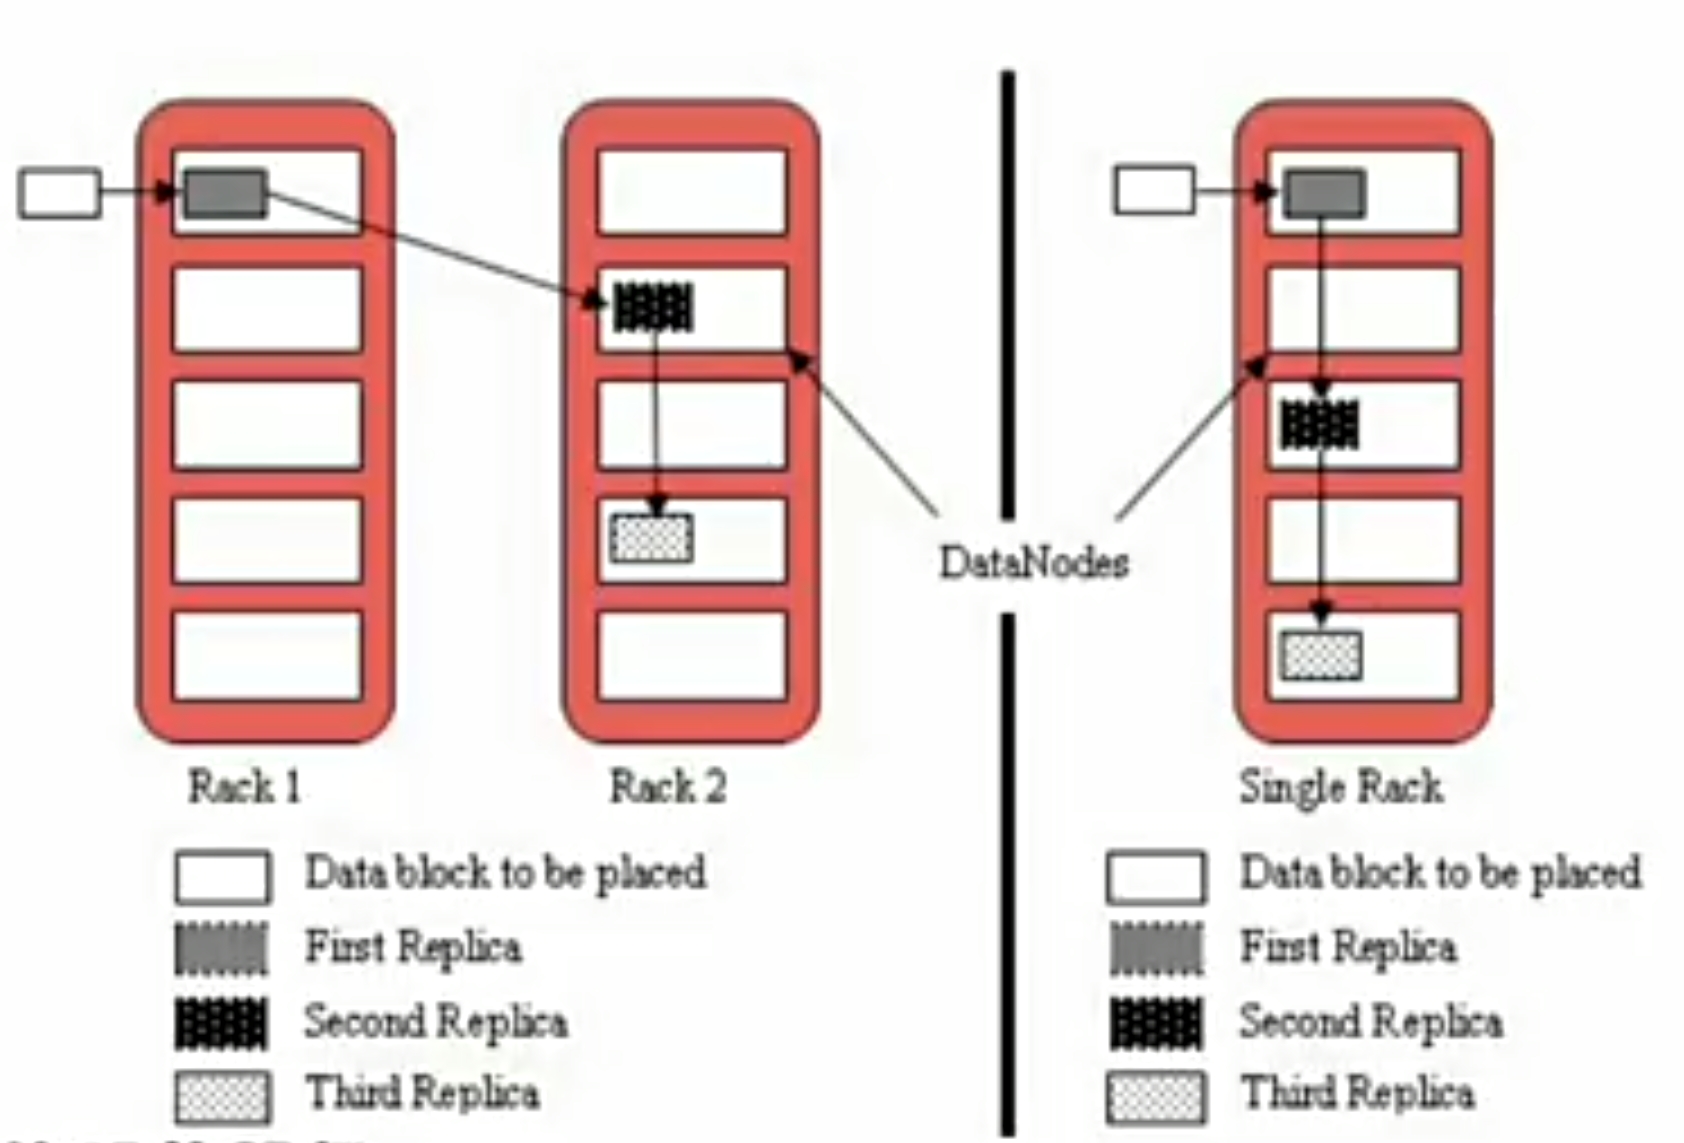 DataNodes
Rack 1
Rack 2
Data block to be placed
First Replica
Second Replica
Third Replica
Single Rack
Data block to be placed
First Replica
Second Replica
Third Replica